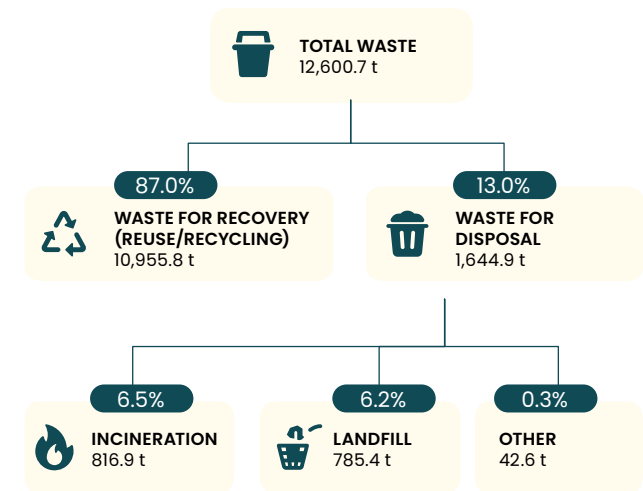 TOTAL WASTE
12,600.7 t
87.0%
WASTE FOR RECOVERY
(REUSE/RECYCLING)
10,955.8 t
13.0%
WASTE FOR
DISPOSAL
1,644.9 t
6.5%
INCINERATION
816.9 t
6.2%
LANDFILL
785.4 t
0.3%
OTHER
42.6 t